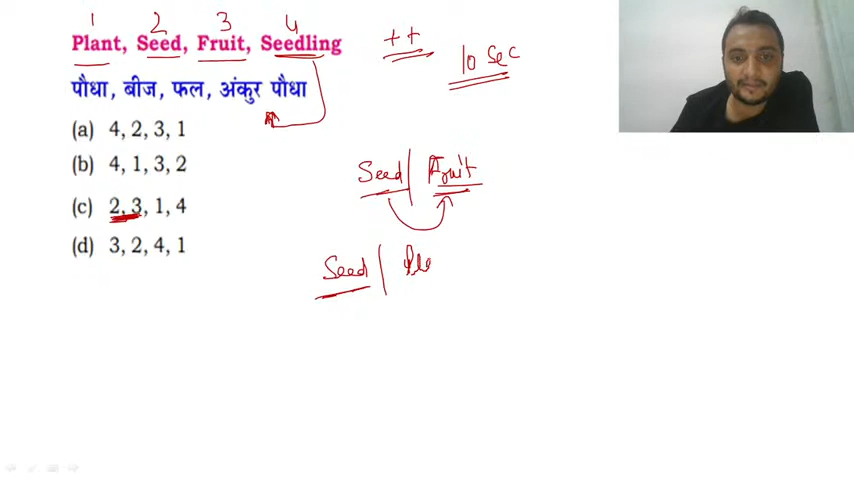 1 2 3 4
Plant, Seed, Fruit, Seedling
पौधा, बीज, फल, अंकुर पौधा
(a) 4, 2, 3, 1
(b) 4, 1, 3, 2
(c) 2, 3, 1, 4
(d) 3, 2, 4, 1
++
10 Sec
Seed | Fruit
Seed |